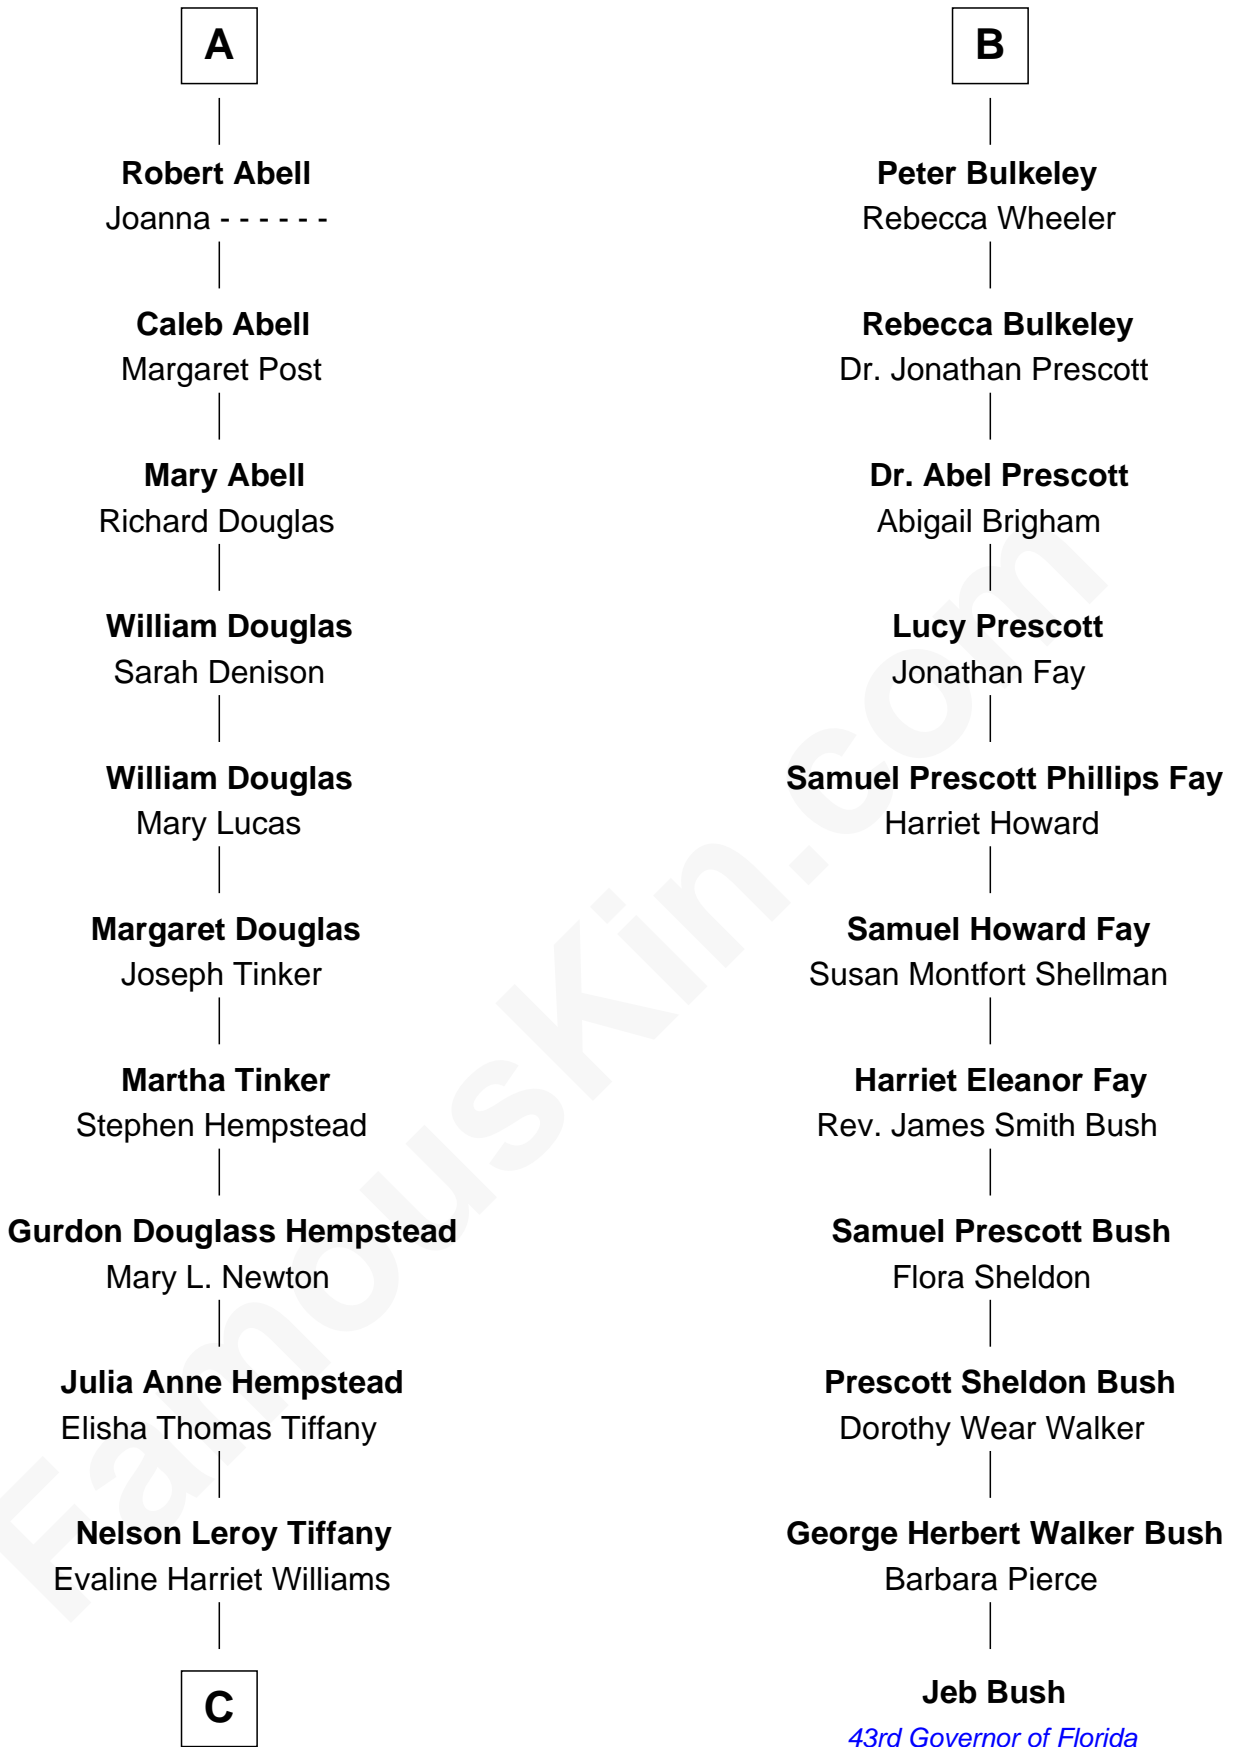 A
Robert Abell
Joanna - - - - - -
Caleb Abell
Margaret Post
Mary Abell
Richard Douglas
William Douglas
Sarah Denison
William Douglas
Mary Lucas
Margaret Douglas
Joseph Tinker
Martha Tinker
Stephen Hempstead
Gurdon Douglass Hempstead
Mary L. Newton
Julia Anne Hempstead
Elisha Thomas Tiffany
Nelson Leroy Tiffany
Evaline Harriet Williams
C
B
Peter Bulkeley
Rebecca Wheeler
Rebecca Bulkeley
Dr. Jonathan Prescott
Dr. Abel Prescott
Abigail Brigham
Lucy Prescott
Jonathan Fay
Samuel Prescott Phillips Fay
Harriet Howard
Samuel Howard Fay
Susan Montfort Shellman
Harriet Eleanor Fay
Rev. James Smith Bush
Samuel Prescott Bush
Flora Sheldon
Prescott Sheldon Bush
Dorothy Wear Walker
George Herbert Walker Bush
Barbara Pierce
Jeb Bush
43rd Governor of Florida
FamousKin.com